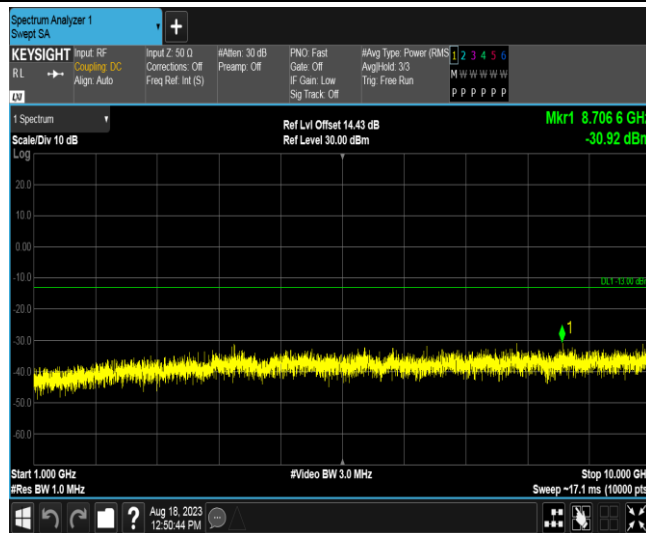 Spectrum Analyzer 1
Swept SA
+
KEYSIGHT
RL
LXI
Input: RF
Coupling: DC
Align: Auto
Input Z: 50 Ω
Corrections: Off
Freq Ref: Int (S)
#Atten: 30 dB
Preamp: Off
PNO: Fast
Gate: Off
IF Gain: Low
Sig Track: Off
#Avg Type: Power (RMS
Avg|Hold: 3/3
Trig: Free Run
1 2 3 4 5 6
M W W W W W
P P P P P P
1 Spectrum
Scale/Div 10 dB
Log
Ref Lvl Offset 14.43 dB
Ref Level 30.00 dBm
Mkr1 8.706 6 GHz
-30.92 dBm
20.0
10.0
0.00
-10.0
DL1 -13.00 dBm
-20.0
-30.0
1
-40.0
-50.0
-60.0
Start 1.000 GHz
#Res BW 1.0 MHz
#Video BW 3.0 MHz
Stop 10.000 GH
Sweep ~17.1 ms (10000 pts
?
Aug 18, 2023
12:50:44 PM